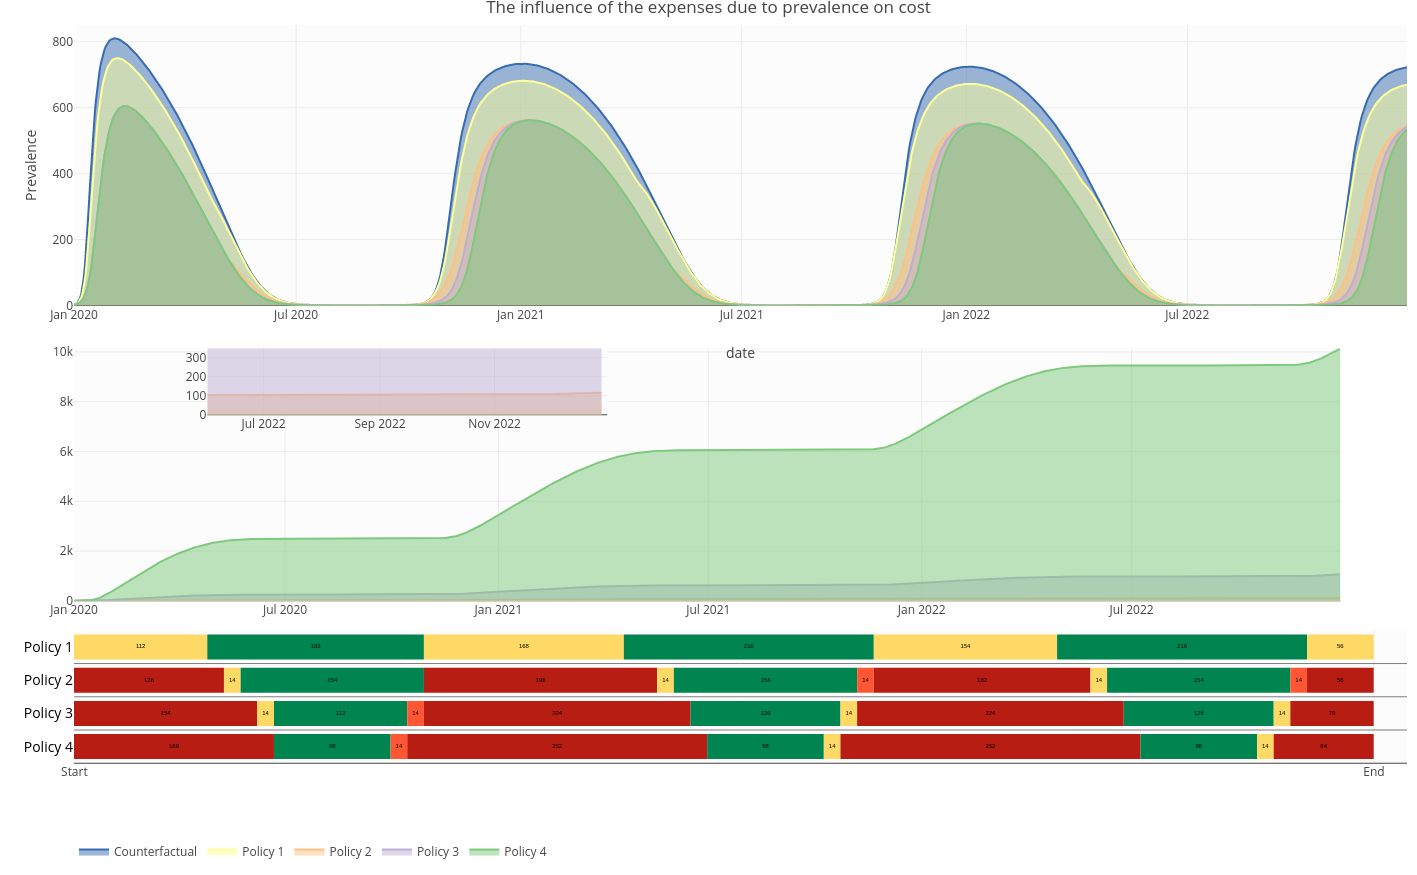 The influence of the expenses due to prevalence on cost
800
600
400
200
0
Prevalence
Jan 2020 Jul 2020 Jan 2021 Jul 2021 Jan 2022 Jul 2022
date
10k
8k
6k
4k
2k
0
300
200
100
0
Jul 2022 Sep 2022 Nov 2022
Jan 2020 Jul 2020 Jan 2021 Jul 2021 Jan 2022 Jul 2022
Policy 1 112 182 168 210 154 210 56
Policy 2 126 14 154 196 14 154 14 182 14 154 14 56
Policy 3 154 14 112 14 224 126 14 224 126 14 70
Policy 4 168 98 14 252 98 14 252 98 14 84
Start End
Counterfactual Policy 1 Policy 2 Policy 3 Policy 4